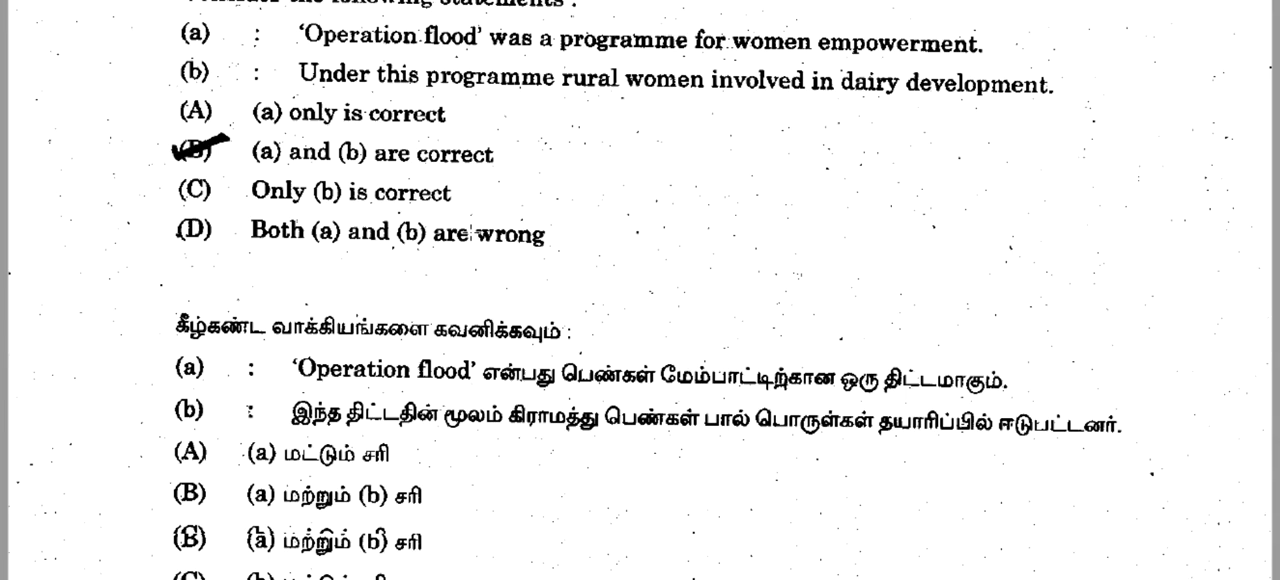 (a) : 'Operation flood' was a programme for women empowerment.
(b) : Under this programme rural women involved in dairy development.
(A) (a) only is correct
(B) (a) and (b) are correct
(C) Only (b) is correct
(D) Both (a) and (b) are wrong
கீழ்கண்ட வாக்கியங்களை கவனிக்கவும் :
(a) : 'Operation flood' என்பது பெண்கள் மேம்பாட்டிற்கான ஒரு திட்டமாகும்.
(b) : இந்த திட்டதின் மூலம் கிராமத்து பெண்கள் பால் பொருள்கள் தயாரிப்பில் ஈடுபட்டனர்.
(A) (a) மட்டும் சரி
(B) (a) மற்றும் (b) சரி
(B) (a) மற்றும் (b) சரி